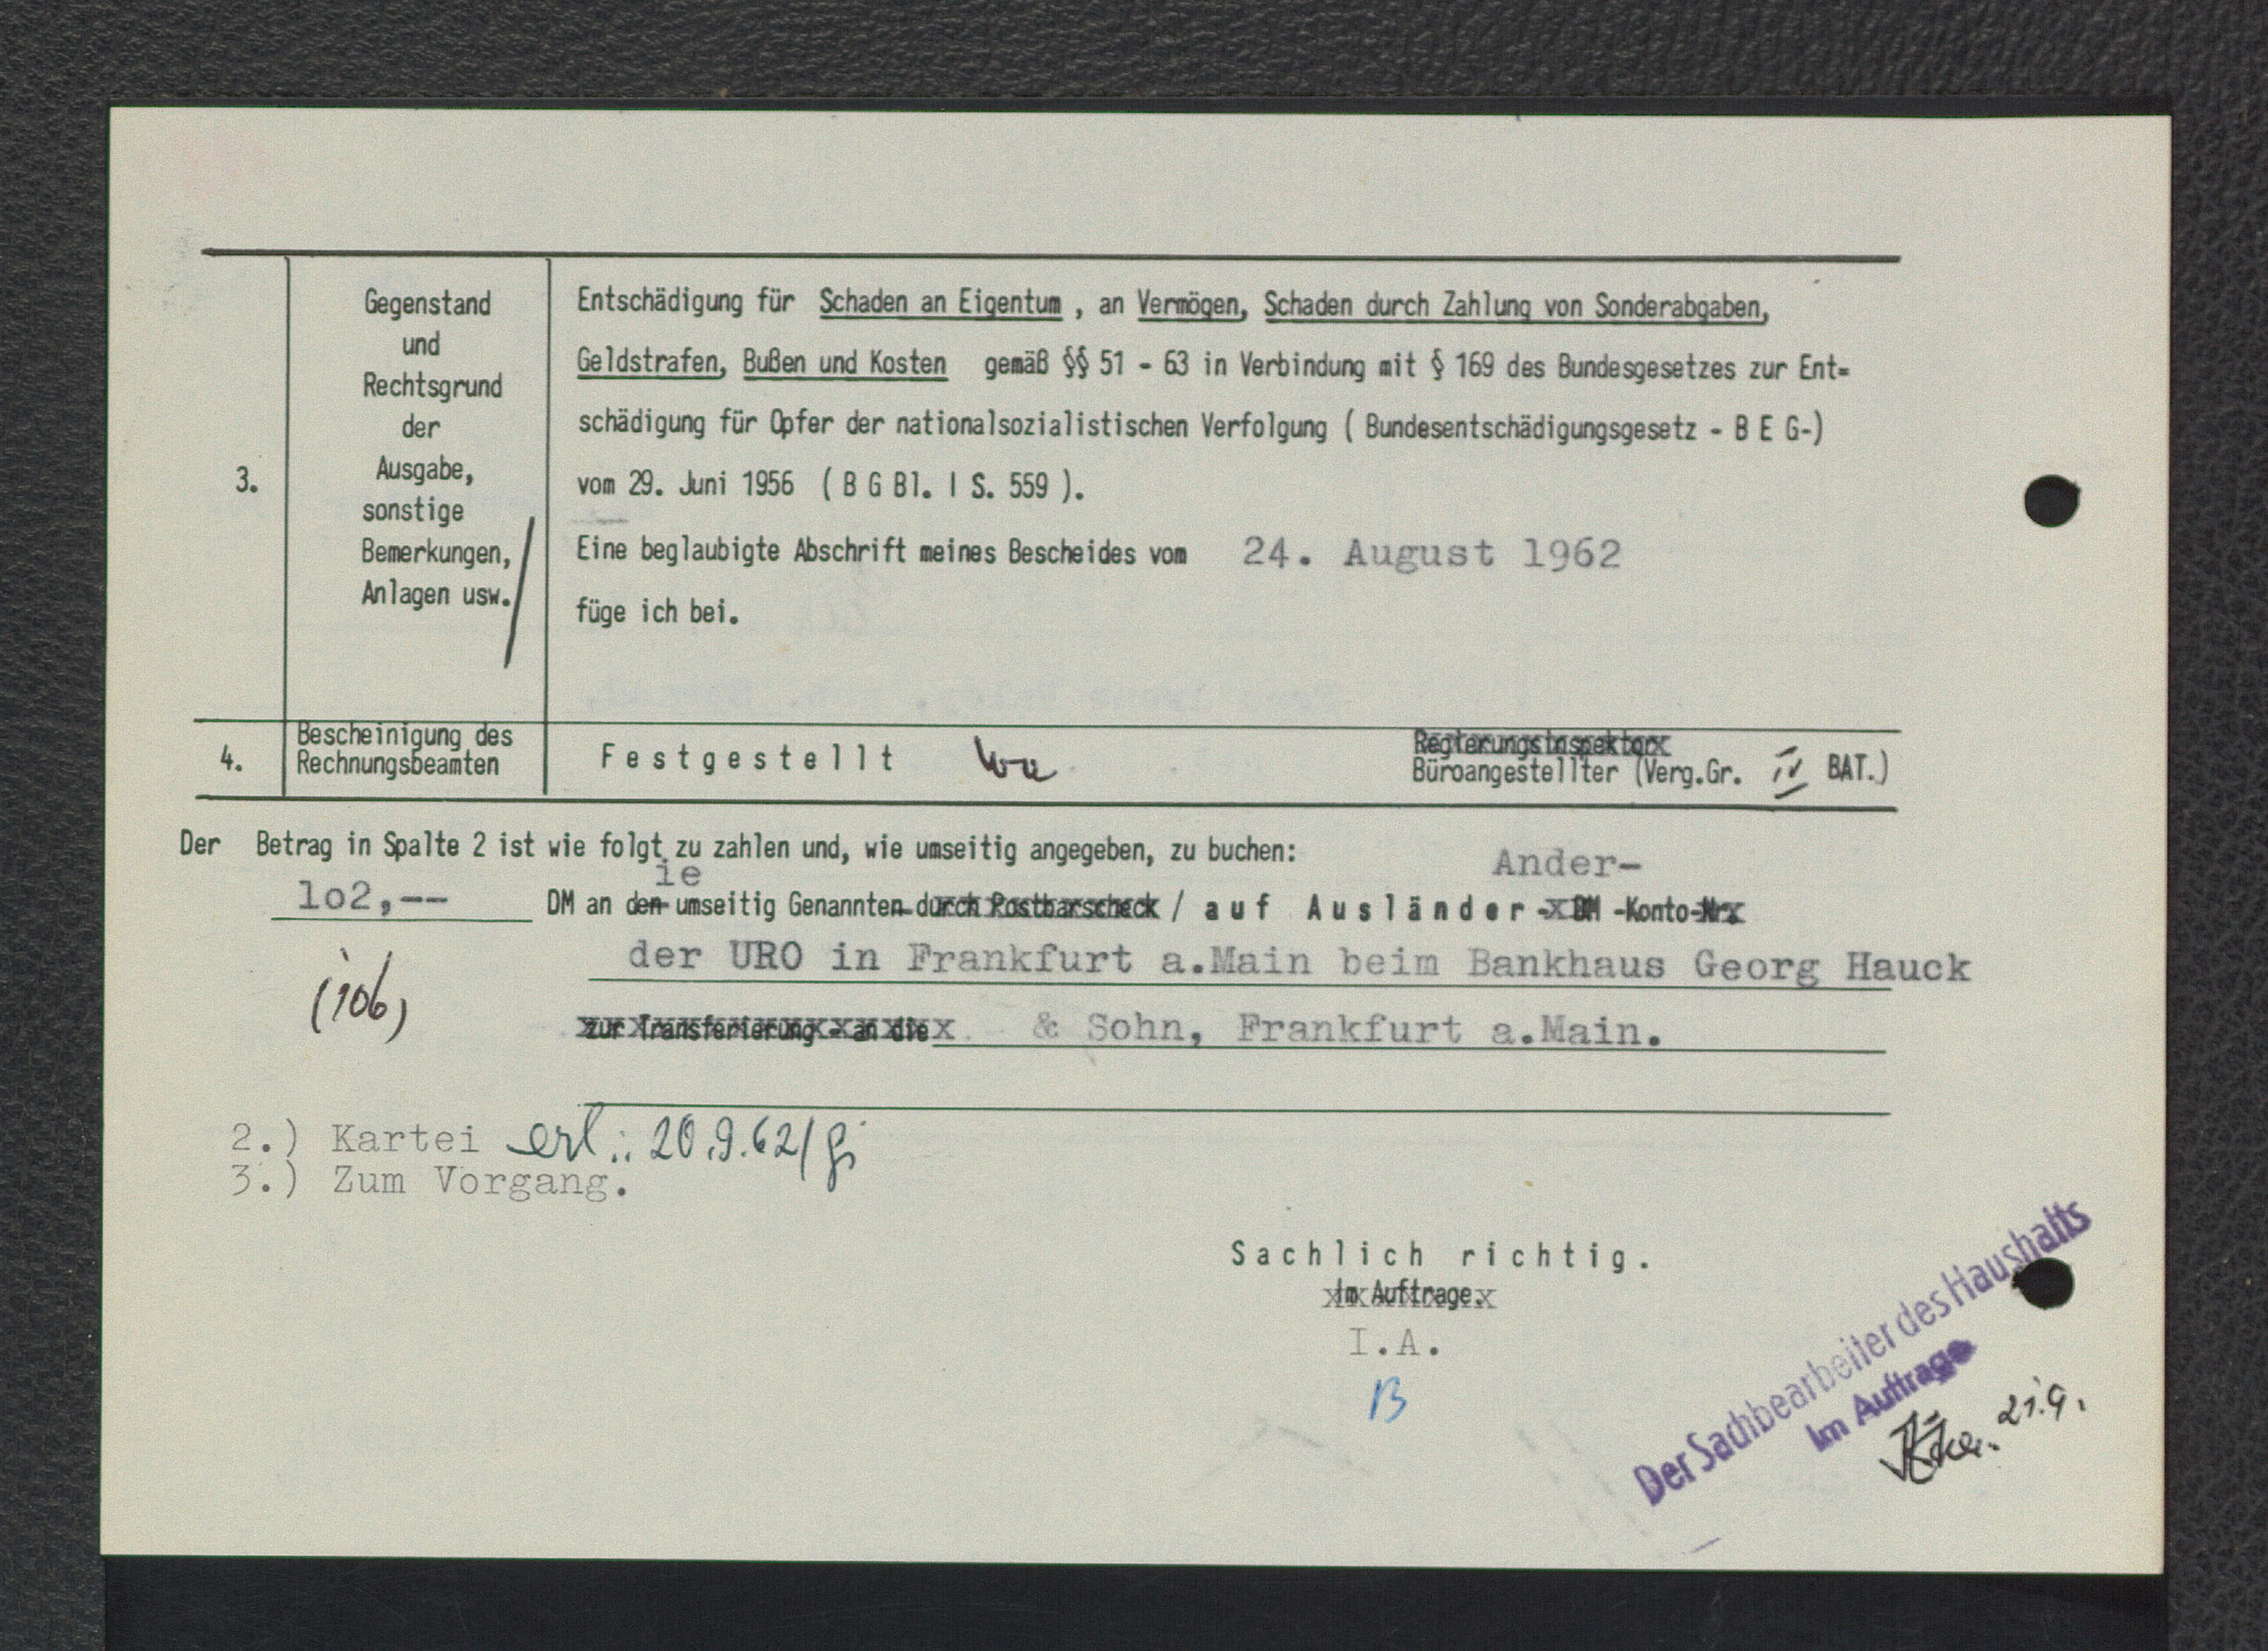 3.
Gegenstand
und
Rechtsgrund
der
Ausgabe,
sonstige
Bemerkungen,
Anlagen usw.
Entschädigung für Schaden an Eigentum , an Vermögen, Schaden durch Zahlung von Sonderabgaben,
Geldstrafen, Bußen und Kosten gemäß §§ 51 - 63 in Verbindung mit § 169 des Bundesgesetzes zur Ent=
schädigung für Opfer der nationalsozialistischen Verfolgung ( Bundesentschädigungsgesetz - B E G-)
vom 29. Juni 1956 ( B G Bl. I S. 559 ).
Eine beglaubigte Abschrift meines Bescheides vom 24. August 1962
füge ich bei.
4.
Bescheinigung des
Rechnungsbeamten
Festgestellt
Regierungsinspektor
Büroangestellter (Verg.Gr. IV BAT.)
Der Betrag in Spalte 2 ist wie folgt zu zahlen und, wie umseitig angegeben, zu buchen:
ie Ander-
lo2,-- DM an den umseitig Genannten durch Postbarscheck / auf Ausländer - DM -Konto-Nr.
der URO in Frankfurt a.Main beim Bankhaus Georg Hauck
(106)
zur Transferierung - an die & Sohn, Frankfurt a.Main.
2.) Kartei erl.: 20.9.62/gi
3.) Zum Vorgang.
Sachlich richtig.
Im Auftrage.
I.A.
B
Der Sachbearbeiter des Haushalts
Im Auftrage
21.9.